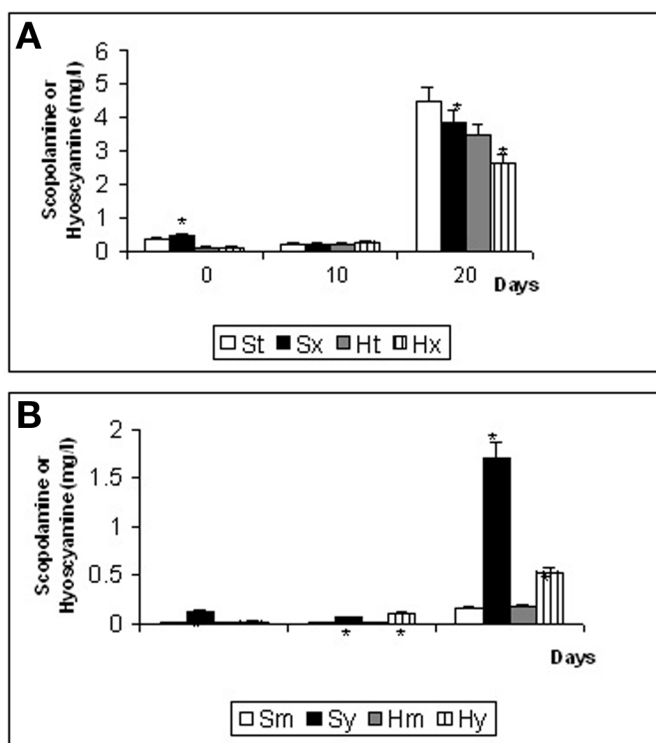 A
Scopolamine or
Hyoscyamine (mg/l)
6
5
4
3
2
1
0
*
*
*
0 10 20 Days
St Sx Ht Hx
B
Scopolamine or
Hyoscyamine (mg/l)
2
1.5
1
0.5
0
*
*
* *
Days
Sm Sy Hm Hy